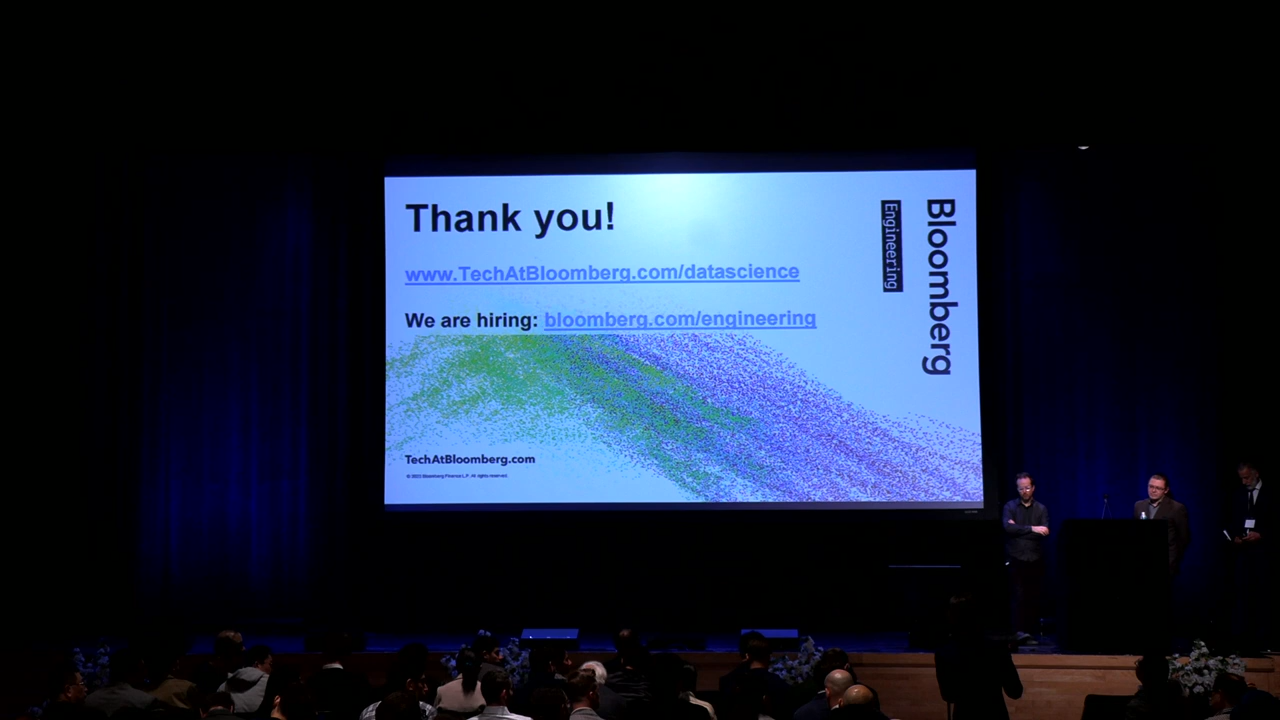 Thank you!
www.TechAtBloomberg.com/datascience
We are hiring: bloomberg.com/engineering
TechAtBloomberg.com
Engineering
Bloomberg